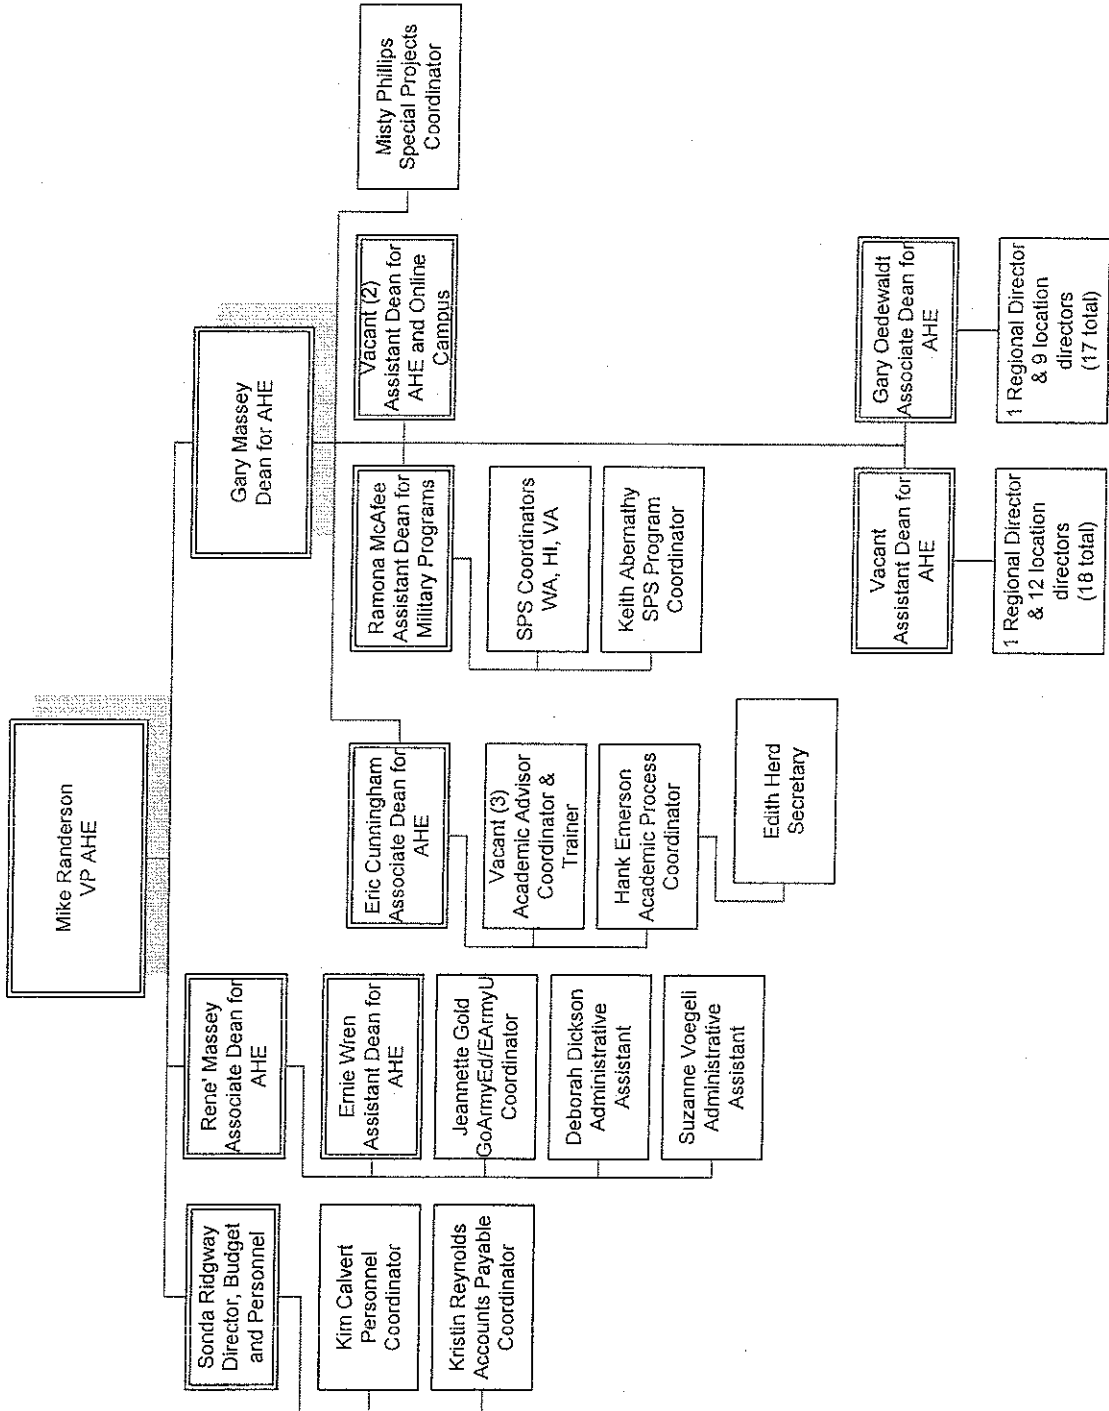 Mike Randerson
VP AHE
Sonda Ridgway
Director, Budget
and Personnel
Kim Calvert
Personnel
Coordinator
Kristin Reynolds
Accounts Payable
Coordinator
Rene' Massey
Associate Dean for
AHE
Ernie Wren
Assistant Dean for
AHE
Jeannette Gold
GoArmyEd/EArmyU
Coordinator
Deborah Dickson
Administrative
Assistant
Suzanne Voegeli
Administrative
Assistant
Gary Massey
Dean for AHE
Eric Cunningham
Associate Dean for
AHE
Vacant (3)
Academic Advisor
Coordinator &
Trainer
Hank Emerson
Academic Process
Coordinator
Edith Herd
Secretary
Ramona McAfee
Assistant Dean for
Military Programs
SPS Coordinators
WA, HI, VA
Keith Abernathy
SPS Program
Coordinator
Vacant (2)
Assistant Dean for
AHE and Online
Campus
Misty Phillips
Special Projects
Coordinator
Vacant
Assistant Dean for
AHE
1 Regional Director
& 12 location
directors
(18 total)
Gary Oedewaldt
Associate Dean for
AHE
1 Regional Director
& 9 location
directors
(17 total)